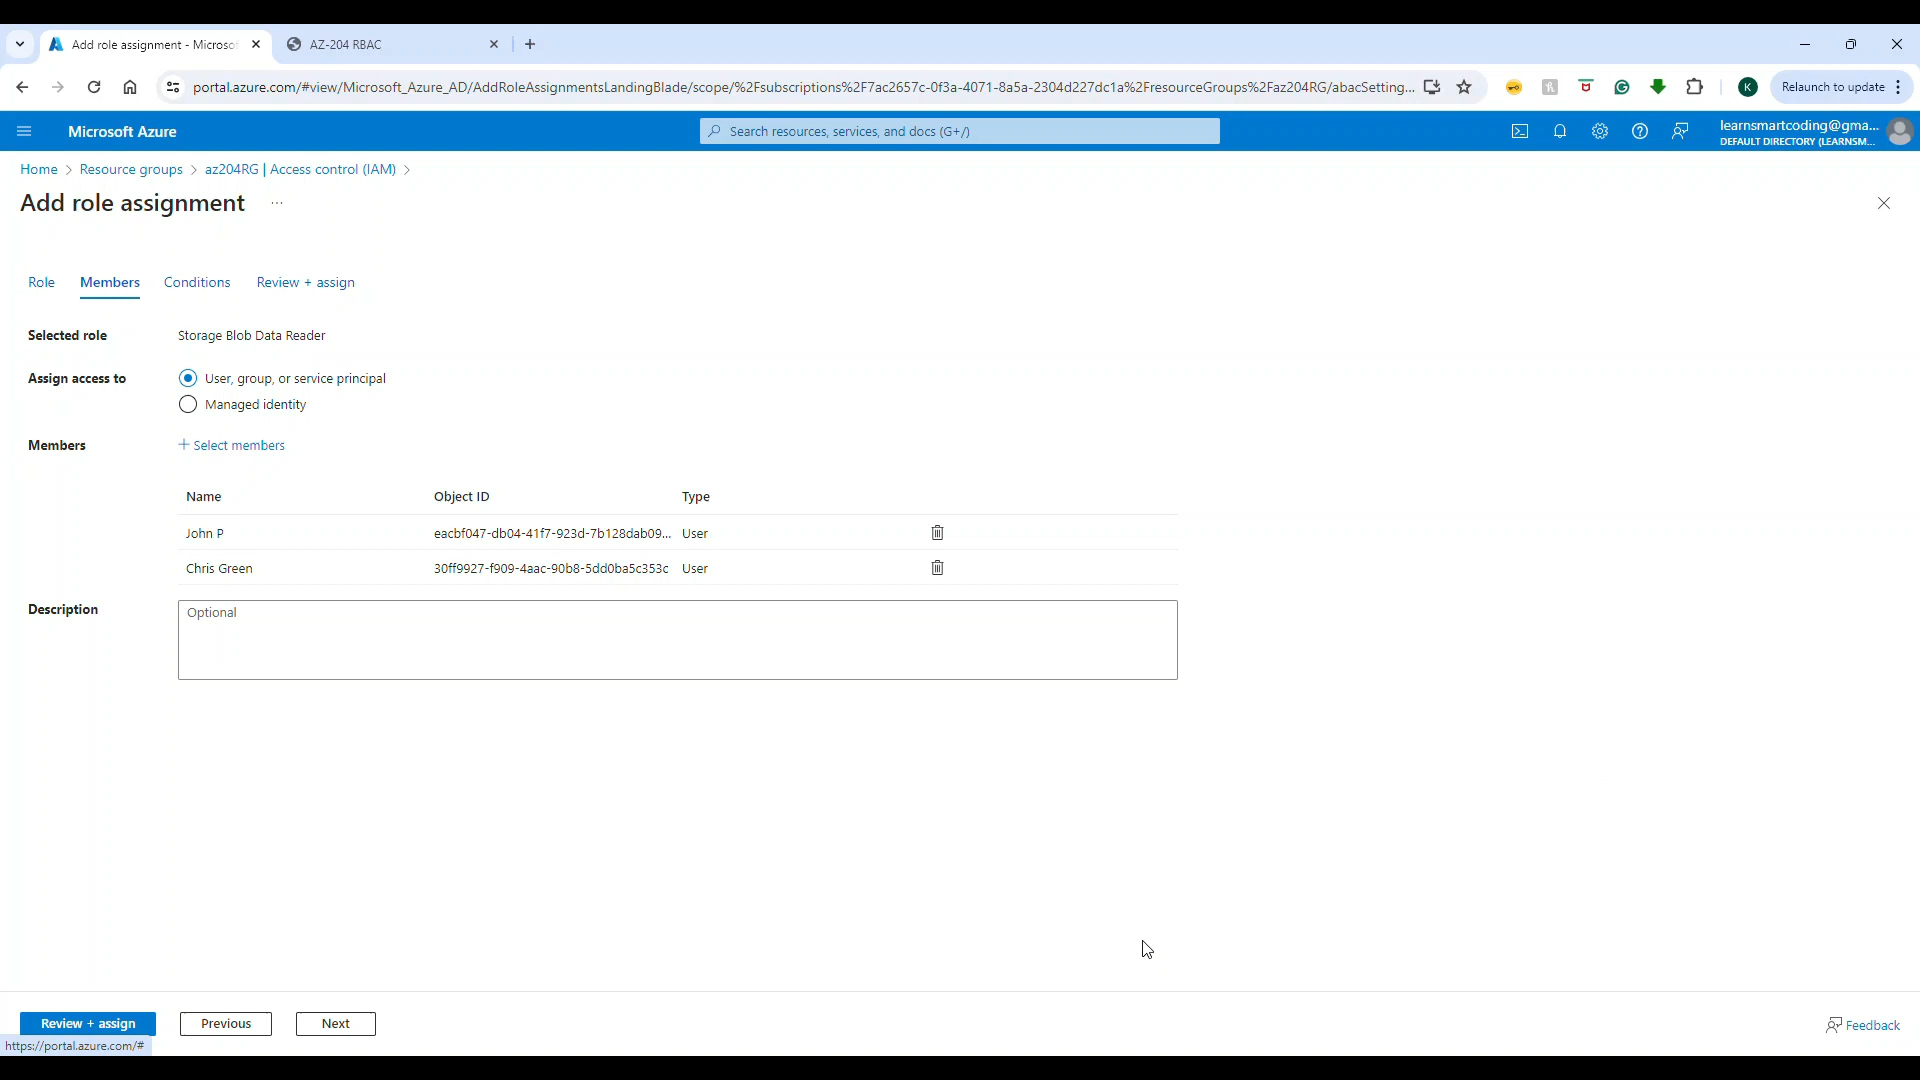 Add role assignment - Microsof
AZ-204 RBAC
portal.azure.com/#view/Microsoft_Azure_AD/AddRoleAssignmentsLandingBlade/scope/%2Fsubscriptions%2F7ac2657c-0f3a-4071-8a5a-2304d227dc1a%2FresourceGroups%2Faz204RG/abacSetting...
K
Relaunch to update
Microsoft Azure
Search resources, services, and docs (G+/)
learnsmartcoding@gma...
DEFAULT DIRECTORY (LEARNSM...
Home > Resource groups > az204RG | Access control (IAM) >
Add role assignment ...
Role Members Conditions Review + assign
Selected role Storage Blob Data Reader
Assign access to User, group, or service principal
Managed identity
Members + Select members
Name Object ID Type
John P eacbf047-db04-41f7-923d-7b128dab09... User
Chris Green 30ff9927-f909-4aac-90b8-5dd0ba5c353c User
Description Optional
Review + assign Previous Next Feedback
https://portal.azure.com/#